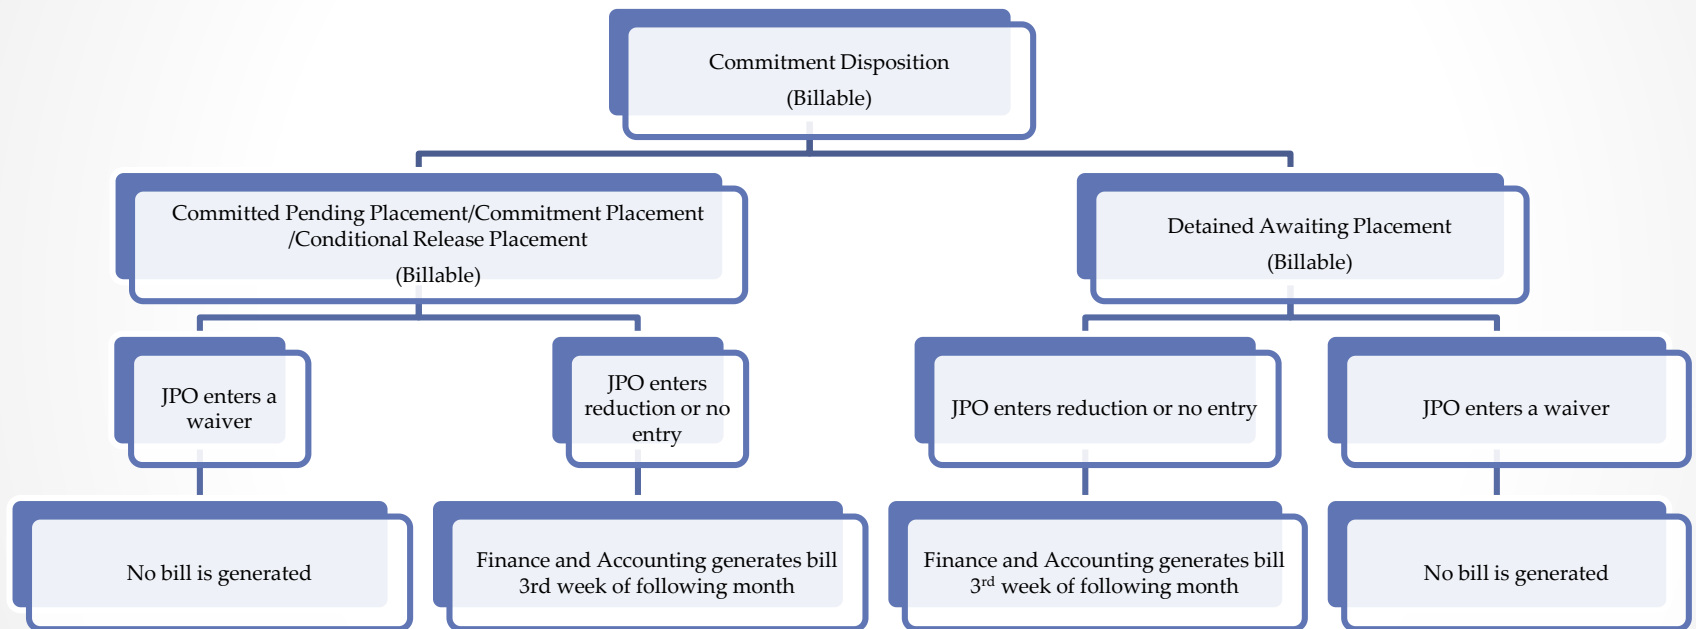 Commitment Disposition
(Billable)
Committed Pending Placement/Commitment Placement
/Conditional Release Placement
(Billable)
Detained Awaiting Placement
(Billable)
JPO enters a
waiver
JPO enters
reduction or no
entry
JPO enters reduction or no entry
JPO enters a waiver
No bill is generated
Finance and Accounting generates bill
3rd week of following month
Finance and Accounting generates bill
3rd week of following month
No bill is generated